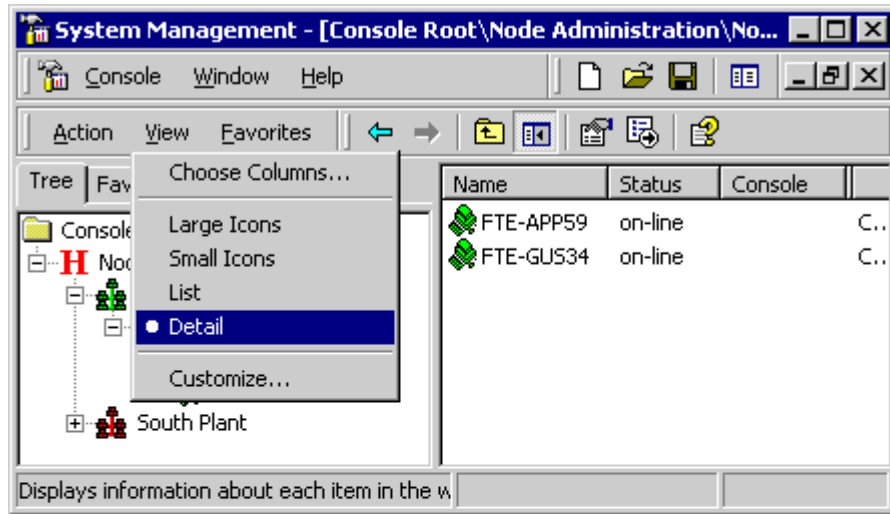 System Management - [Console Root\Node Administration\No...
Console Window Help
Action View Favorites
Tree Fav
Choose Columns...
Large Icons
Small Icons
List
Detail
Customize...
Console
H Nod
South Plant
Name Status Console
FTE-APP59 on-line C..
FTE-GUS34 on-line C..
Displays information about each item in the w